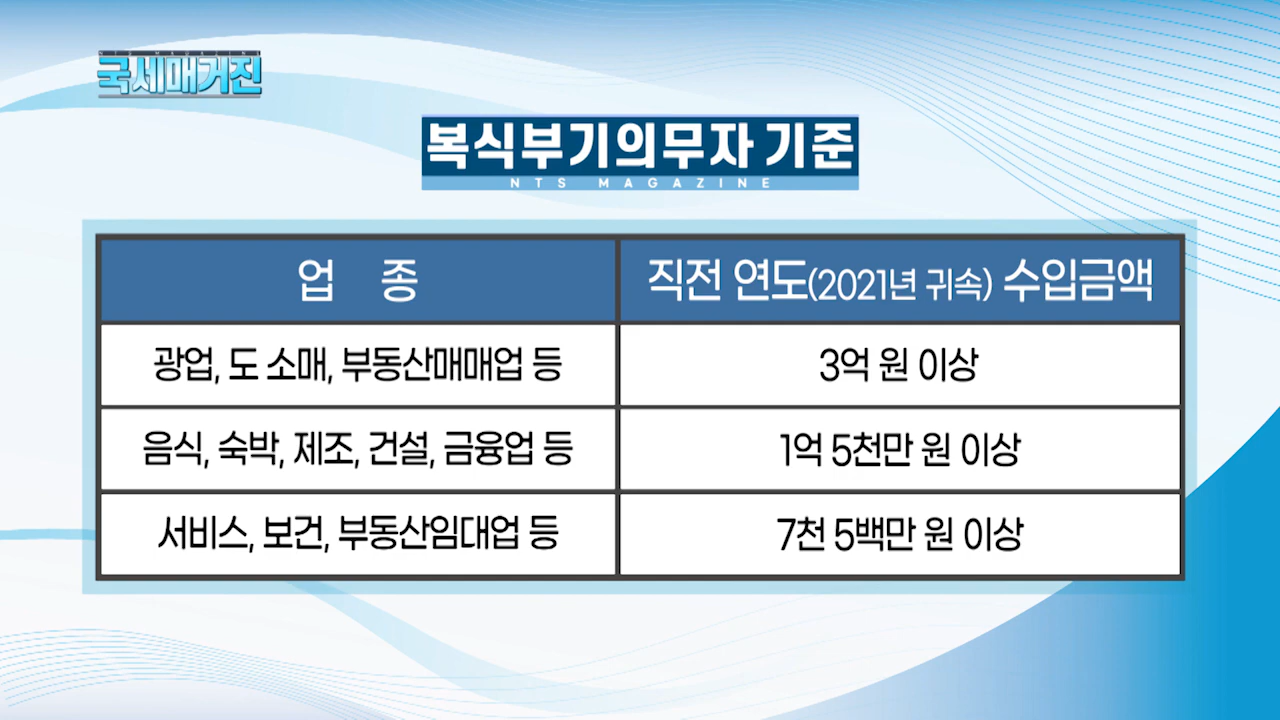 NTS MAGAZINE
국세매거진
복식부기의무자 기준
NTS MAGAZINE
업 종
직전 연도(2021년 귀속) 수입금액
광업, 도 소매, 부동산매매업 등
3억 원 이상
음식, 숙박, 제조, 건설, 금융업 등
1억 5천만 원 이상
서비스, 보건, 부동산임대업 등
7천 5백만 원 이상